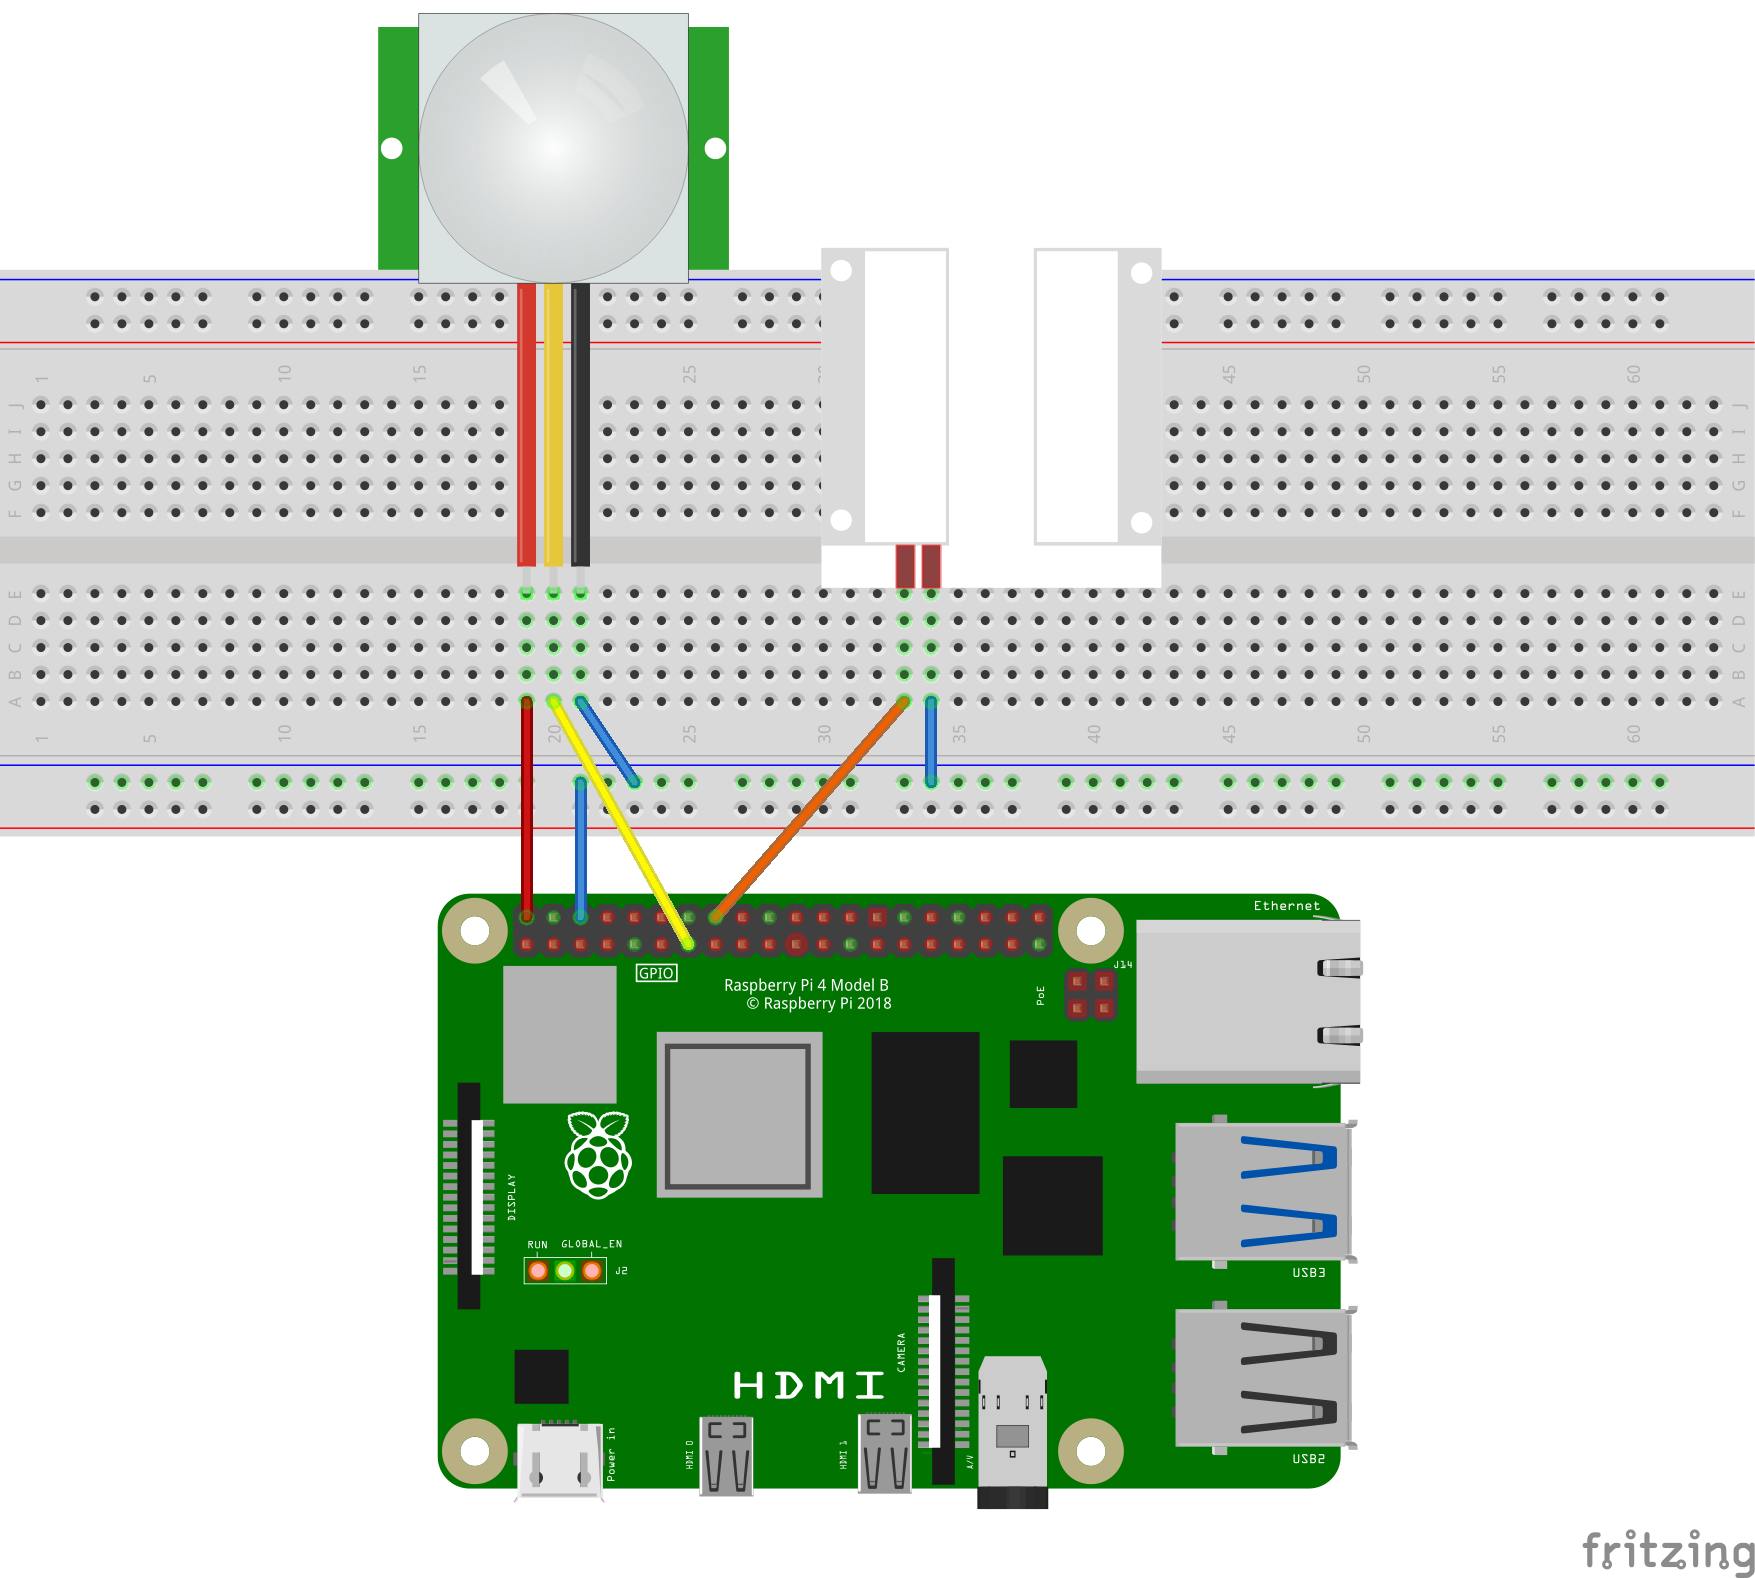 1 5 10 15 25 30 45 50 55 60
J J
I I
H H
G G
F F
E E
D D
C C
B B
A A
1 5 10 15 20 25 30 35 40 45 50 55 60
Ethernet
GPIO
J14
Raspberry Pi 4 Model B
© Raspberry Pi 2018
PoE
DISPLAY
RUN GLOBAL_EN
J2
USB3
CAMERA
HDMI
Power in
HDMI 0
HDMI 1
A/V
USB2
fritzing